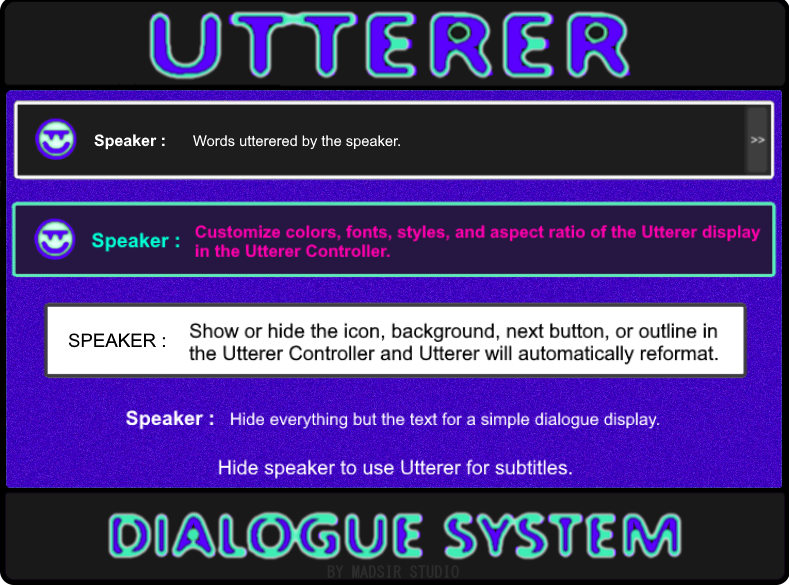 UTTERER
Speaker : Words utterered by the speaker. >>
Speaker : Customize colors, fonts, styles, and aspect ratio of the Utterer display
in the Utterer Controller.
SPEAKER : Show or hide the icon, background, next button, or outline in
the Utterer Controller and Utterer will automatically reformat.
Speaker : Hide everything but the text for a simple dialogue display.
Hide speaker to use Utterer for subtitles.
DIALOGUE SYSTEM
BY MADSIR STUDIO